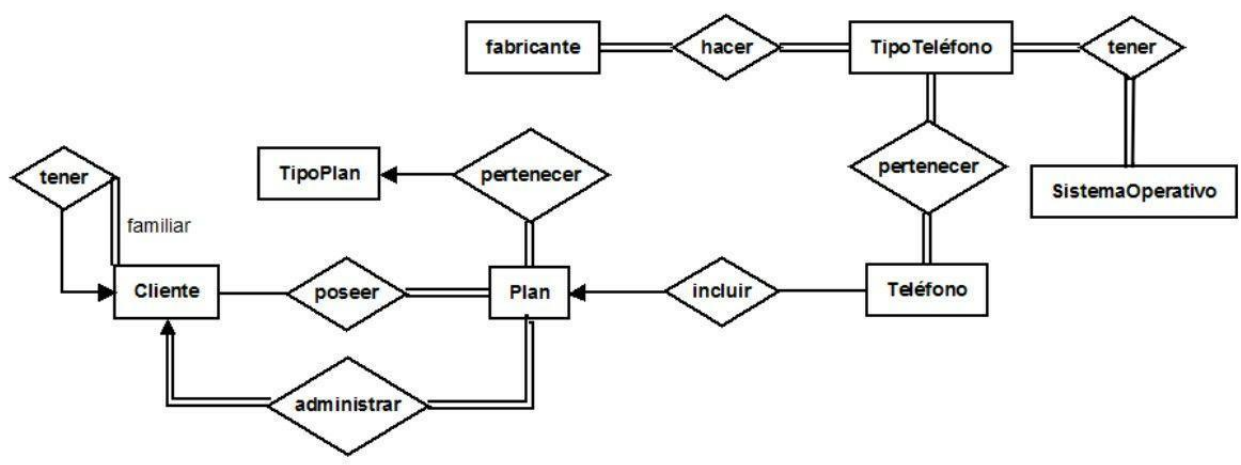 fabricante
hacer
TipoTeléfono
tener
tener
TipoPlan
pertenecer
pertenecer
SistemaOperativo
familiar
Cliente
poseer
Plan
incluir
Teléfono
administrar